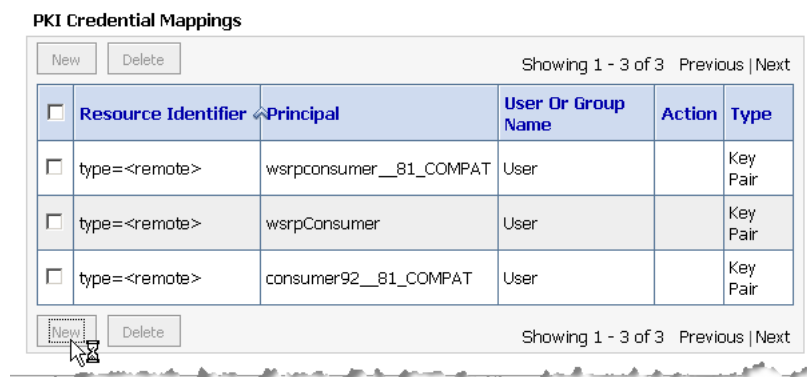 PKI Credential Mappings
New Delete Showing 1 - 3 of 3 Previous | Next
Resource Identifier Principal User Or Group Name Action Type
type=<remote> wsrpconsumer__81_COMPAT User Key Pair
type=<remote> wsrpConsumer User Key Pair
type=<remote> consumer92__81_COMPAT User Key Pair
New Delete Showing 1 - 3 of 3 Previous | Next